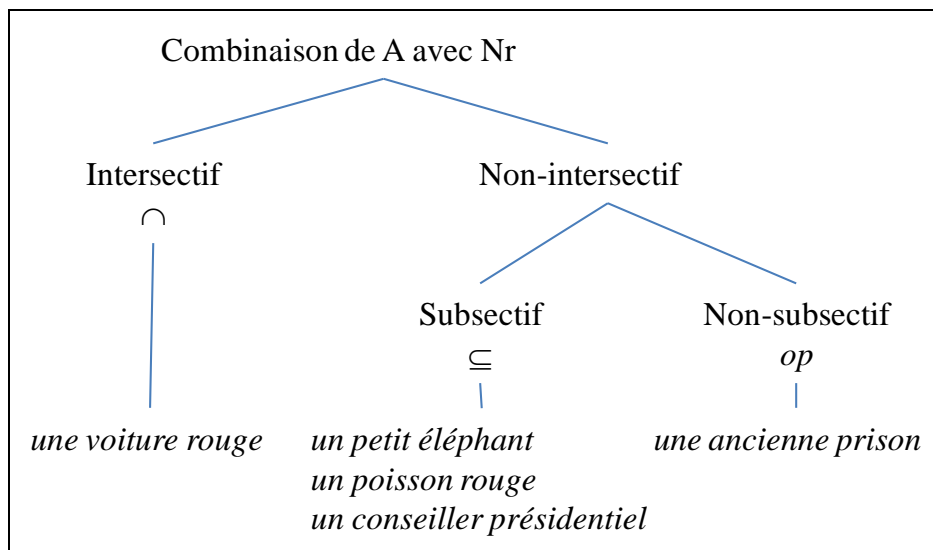 Combinaison de A avec Nr
Intersectif
∩
Non-intersectif
Subsectif
⊆
Non-subsectif
op
une voiture rouge
un petit éléphant
un poisson rouge
un conseiller présidentiel
une ancienne prison